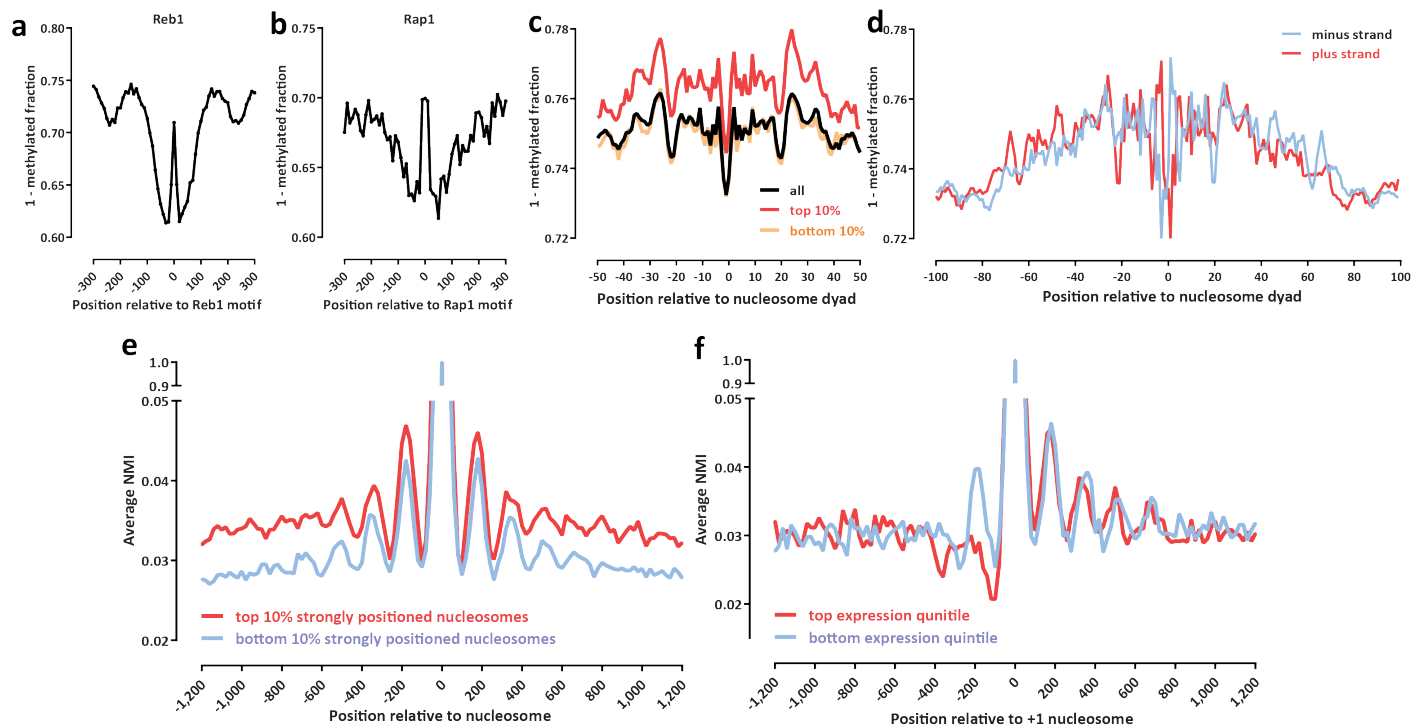 a
Reb1
1 - methylated fraction
0.80
0.75
0.70
0.65
0.60
-300
-200
-100
0
100
200
300
Position relative to Reb1 motif
b
Rap1
1 - methylated fraction
0.75
0.70
0.65
0.60
-300
-200
-100
0
100
200
300
Position relative to Rap1 motif
c
1 - methylated fraction
0.78
0.76
0.74
0.72
all
top 10%
bottom 10%
-50 -40 -30 -20 -10 0 10 20 30 40 50
Position relative to nucleosome dyad
d
1 - methylated fraction
0.78
0.76
0.74
0.72
minus strand
plus strand
-100 -80 -60 -40 -20 0 20 40 60 80 100
Position relative to nucleosome dyad
e
Average NMI
1.0
0.9
0.05
0.04
0.03
0.02
top 10% strongly positioned nucleosomes
bottom 10% strongly positioned nucleosomes
-1,200
-1,000
-800
-600
-400
-200
0
200
400
600
800
1,000
1,200
Position relative to nucleosome
f
Average NMI
1.0
0.9
0.05
0.04
0.03
0.02
top expression qunitile
bottom expression quintile
-1,200
-1,000
-800
-600
-400
-200
0
200
400
600
800
1,000
1,200
Position relative to +1 nucleosome